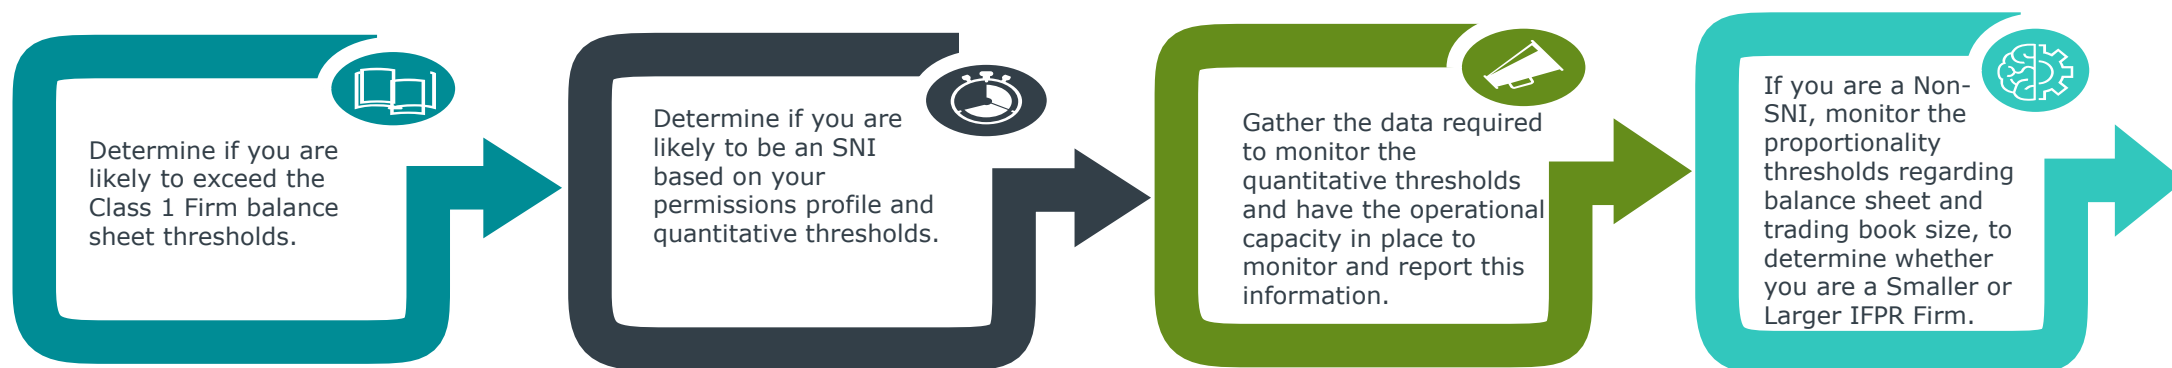 Determine if you are
likely to exceed the
Class 1 Firm balance
sheet thresholds.
Determine if you are
likely to be an SNI
based on your
permissions profile and
quantitative thresholds.
Gather the data required
to monitor the
quantitative thresholds
and have the operational
capacity in place to
monitor and report this
information.
If you are a Non-
SNI, monitor the
proportionality
thresholds regarding
balance sheet and
trading book size, to
determine whether
you are a Smaller or
Larger IFPR Firm.